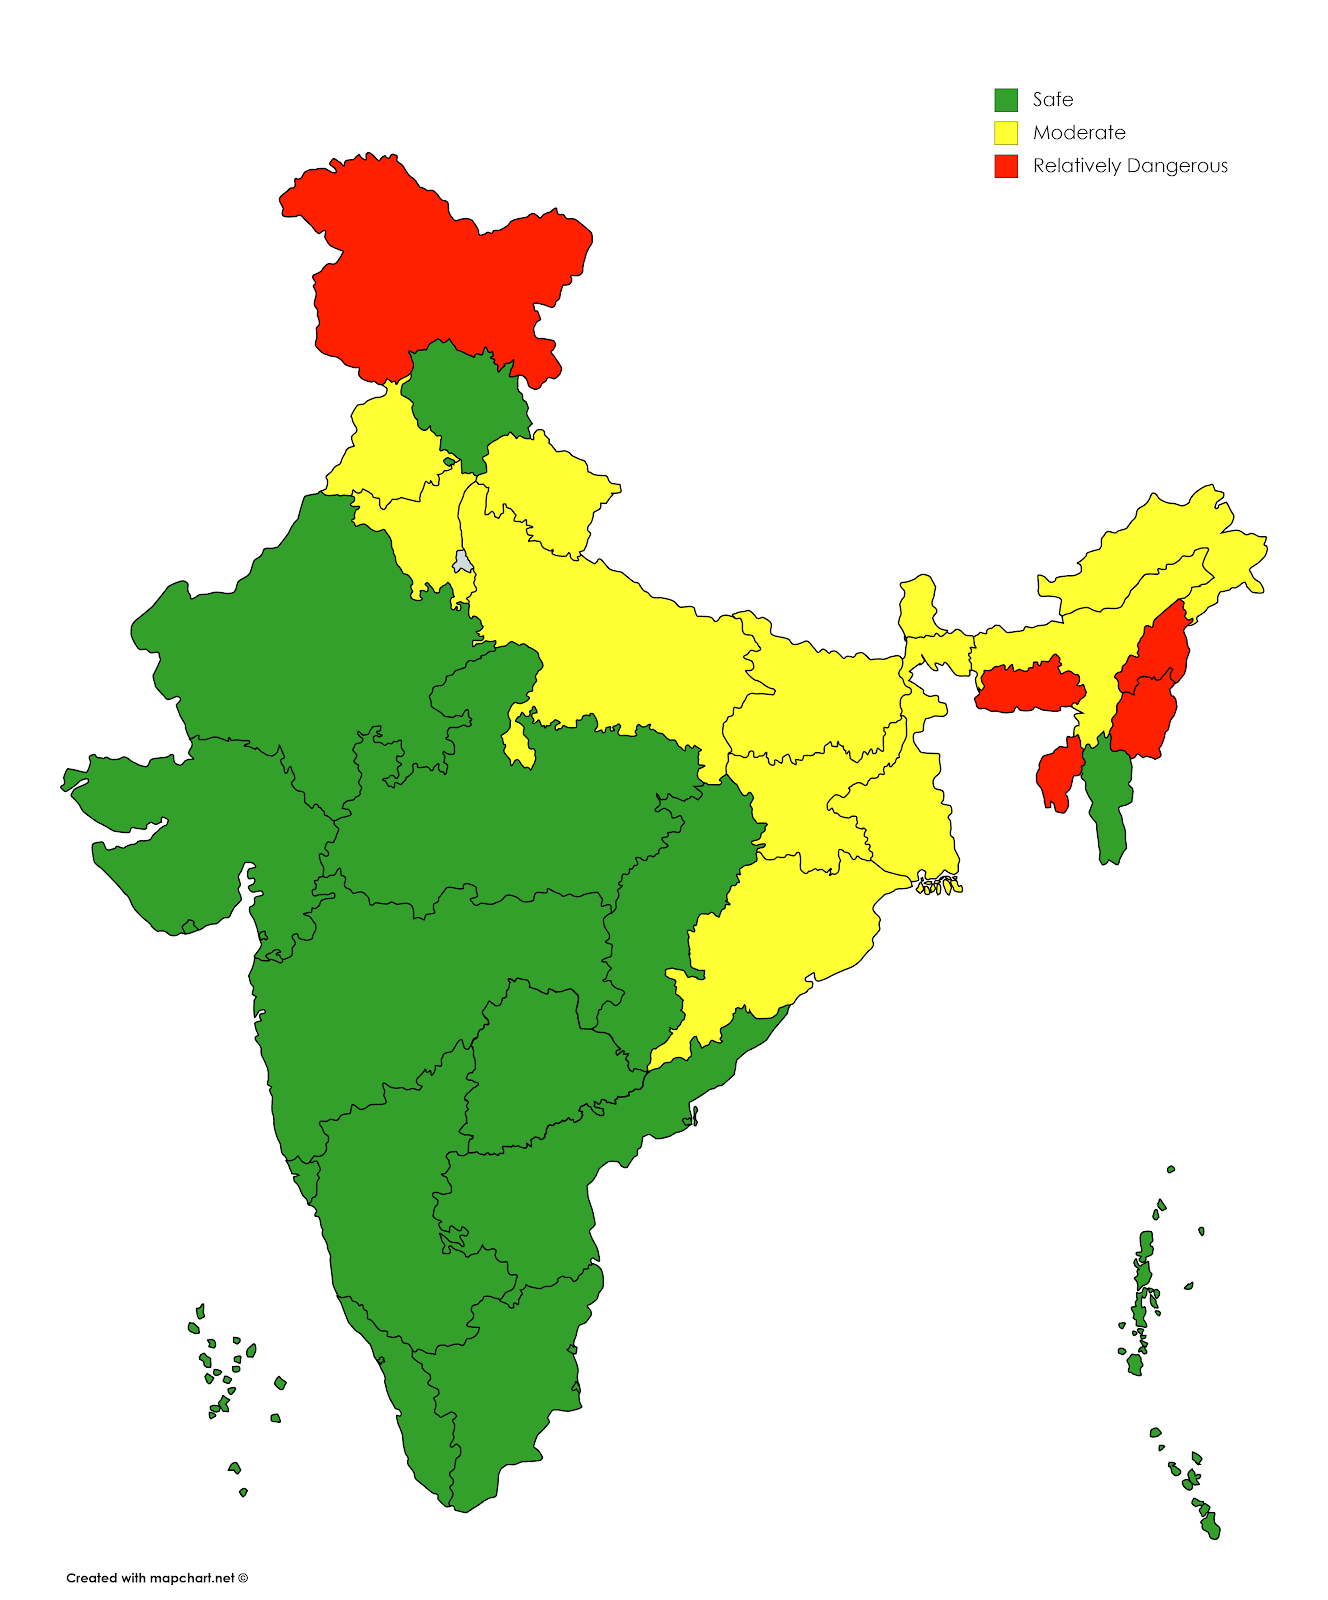 Safe
Moderate
Relatively Dangerous
Created with mapchart.net ©